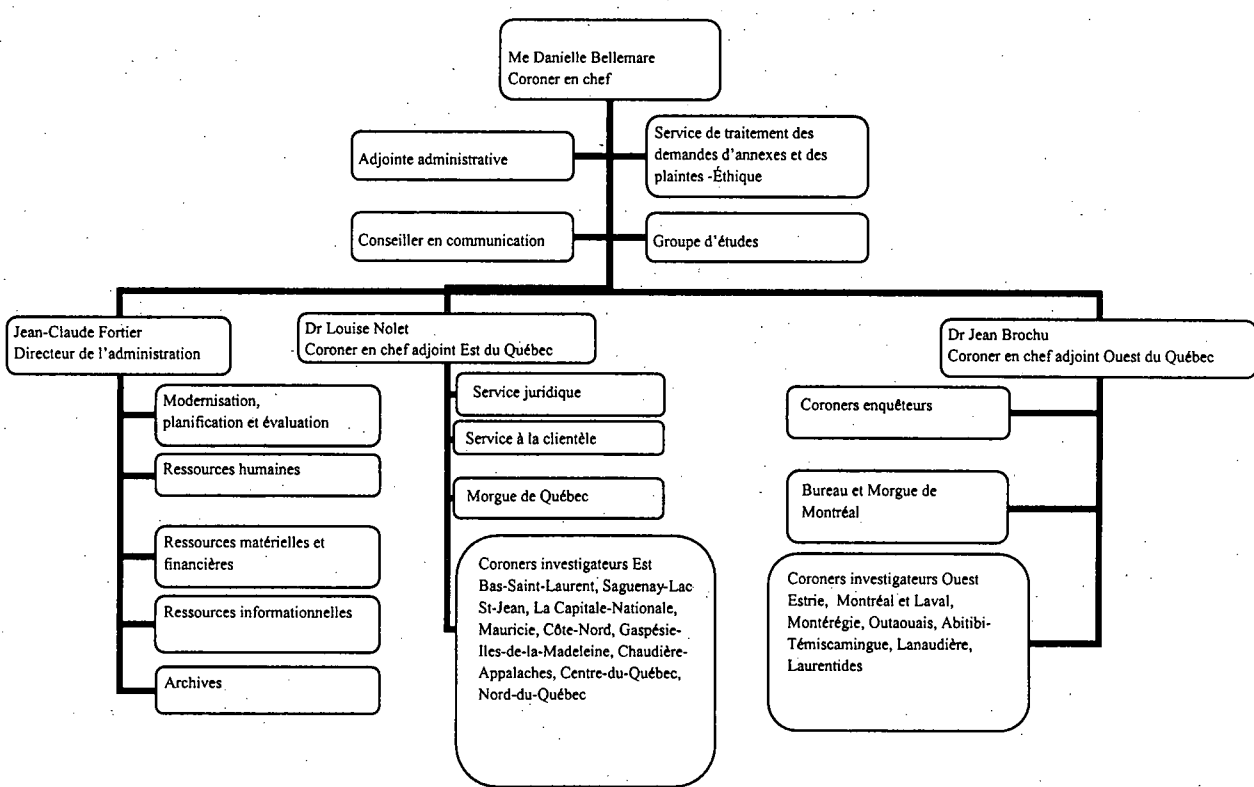 Me Danielle Bellemare
Coroner en chef
Adjointe administrative
Service de traitement des
demandes d'annexes et des
plaintes -Éthique
Conseiller en communication
Groupe d'études
Jean-Claude Fortier
Directeur de l'administration
Modernisation,
planification et évaluation
Ressources humaines
Ressources matérielles et
financières
Ressources informationnelles
Archives
Dr Louise Nolet
Coroner en chef adjoint Est du Québec
Service juridique
Service à la clientèle
Morgue de Québec
Coroners investigateurs Est
Bas-Saint-Laurent, Saguenay-Lac
St-Jean, La Capitale-Nationale,
Mauricie, Côte-Nord, Gaspésie-
Iles-de-la-Madeleine, Chaudière-
Appalaches, Centre-du-Québec,
Nord-du-Québec
Dr Jean Brochu
Coroner en chef adjoint Ouest du Québec
Coroners enquêteurs
Bureau et Morgue de
Montréal
Coroners investigateurs Ouest
Estrie, Montréal et Laval,
Montérégie, Outaouais, Abitibi-
Témiscamingue, Lanaudière,
Laurentides